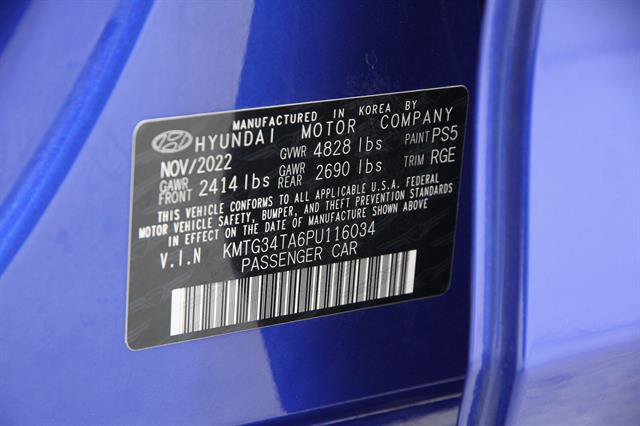 MANUFACTURED IN KOREA BY
HYUNDAI MOTOR COMPANY
NOV/2022 GVWR 4828 lbs PAINT PS5
GAWR FRONT 2414 lbs GAWR REAR 2690 lbs TRIM RGE
THIS VEHICLE CONFORMS TO ALL APPLICABLE U.S.A. FEDERAL
MOTOR VEHICLE SAFETY, BUMPER, AND THEFT PREVENTION STANDARDS
IN EFFECT ON THE DATE OF MANUFACTURE SHOWN ABOVE.
V.I.N KMTG34TA6PU116034
PASSENGER CAR